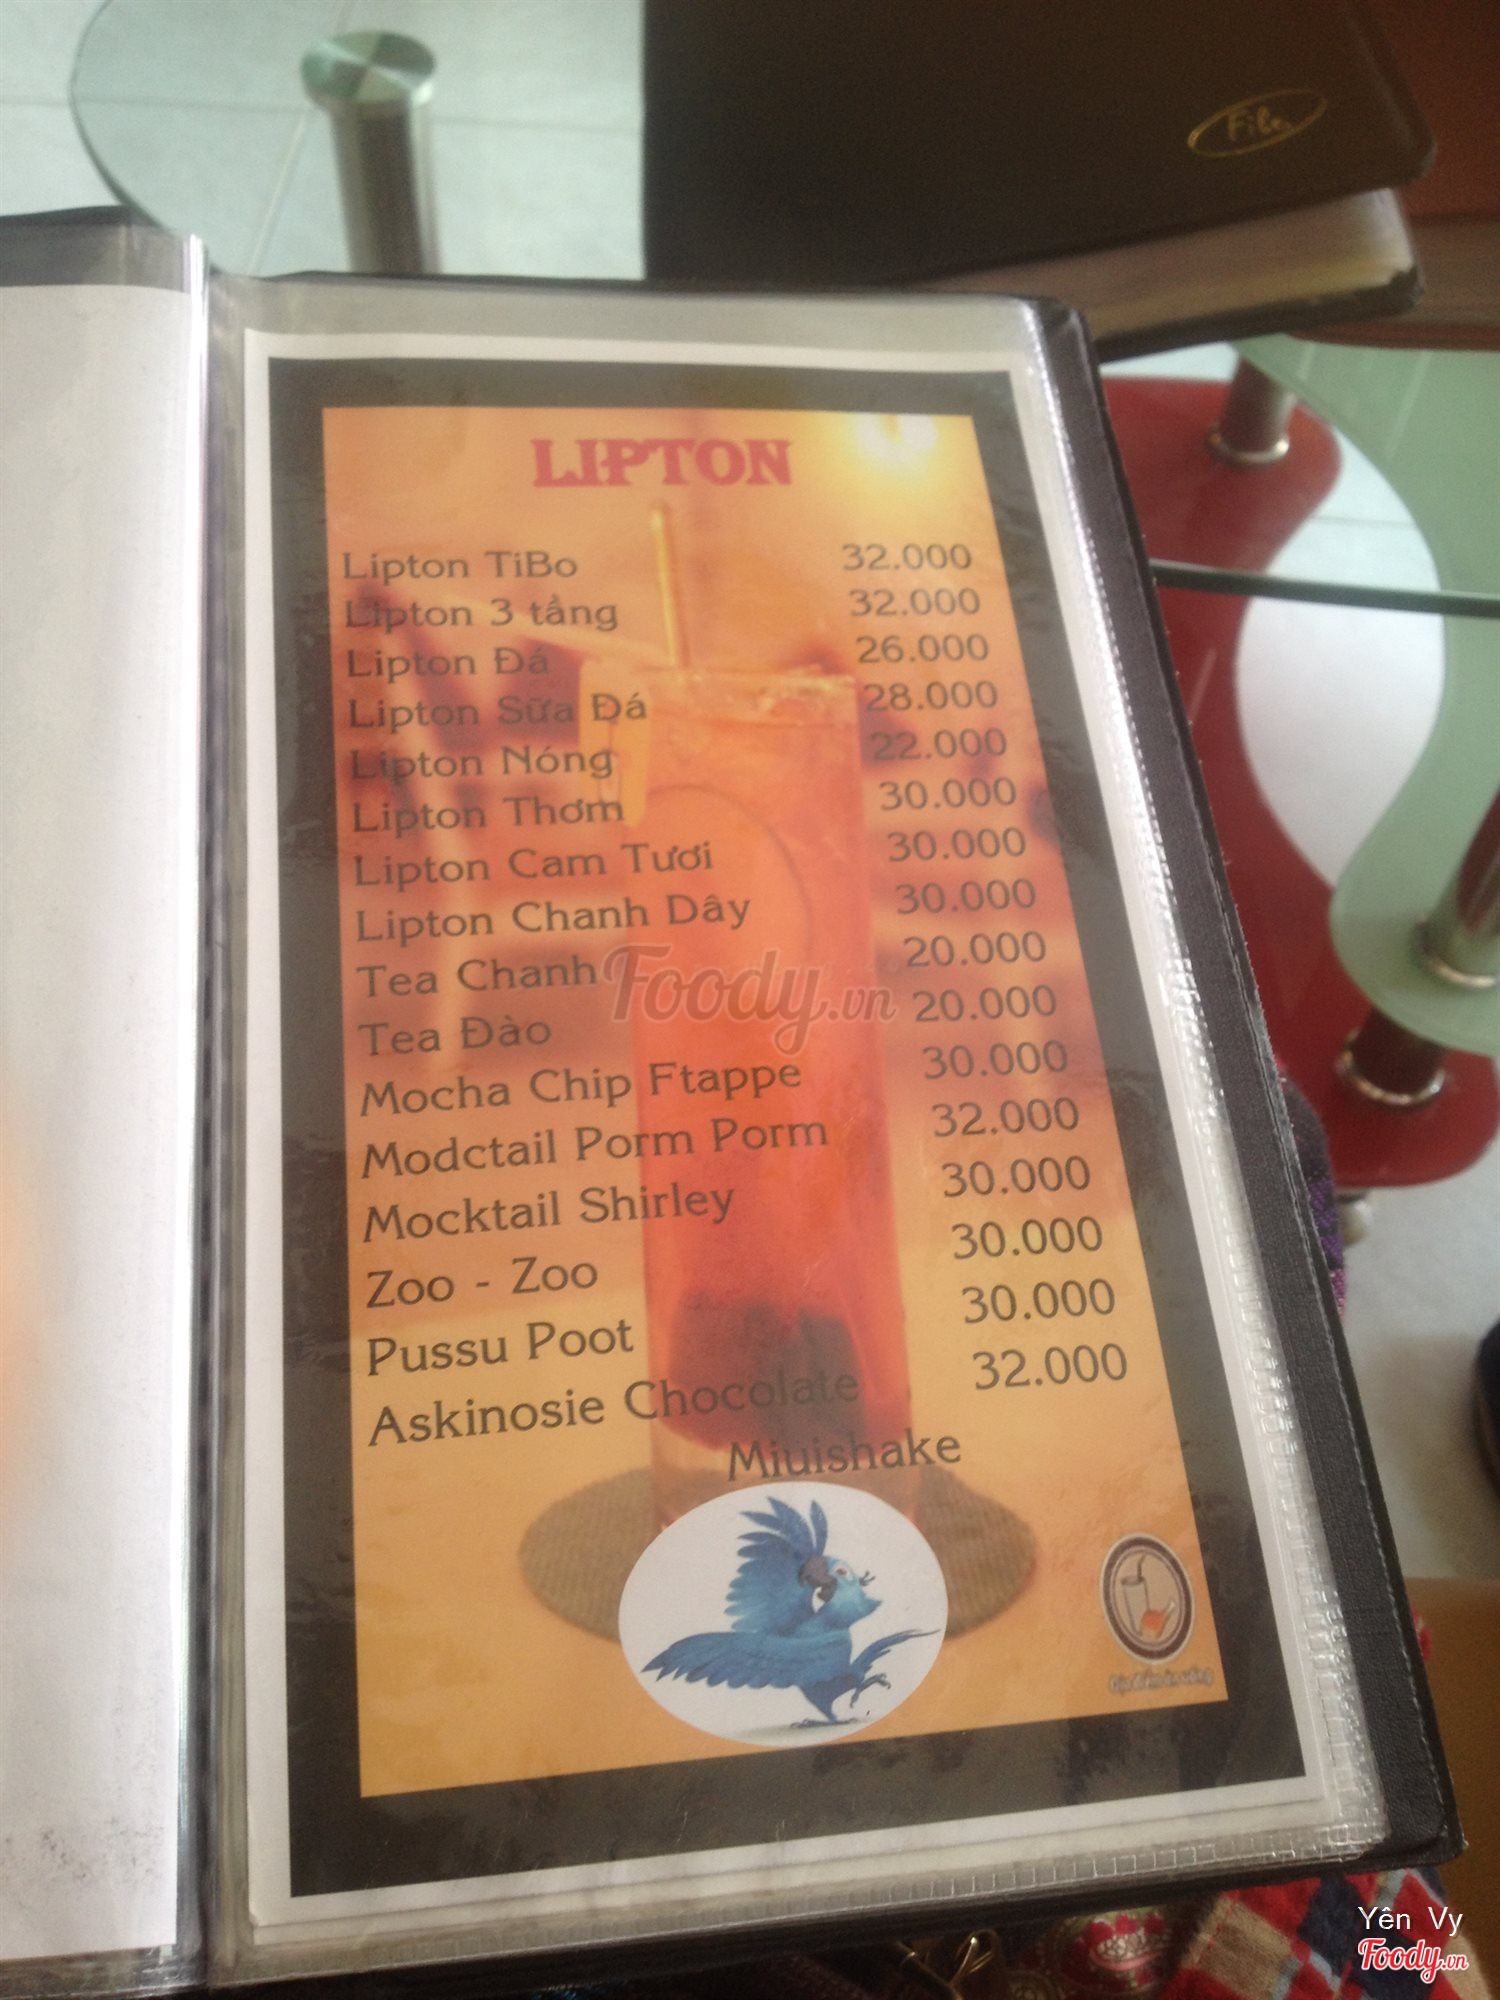 File
LIPTON
Lipton TiBo 32.000
Lipton 3 tầng 32.000
Lipton Đá 26.000
Lipton Sữa Đá 28.000
Lipton Nóng 22.000
Lipton Thơm 30.000
Lipton Cam Tươi 30.000
Lipton Chanh Dây 30.000
Tea Chanh 20.000
Tea Đào 20.000
Mocha Chip Ftappe 30.000
Modctail Porm Porm 32.000
Mocktail Shirley 30.000
Zoo - Zoo 30.000
Pussu Poot 30.000
Askinosie Chocolate 32.000
Miuishake
Foody.vn
Địa điểm ăn uống
Yên Vy
Foody.vn